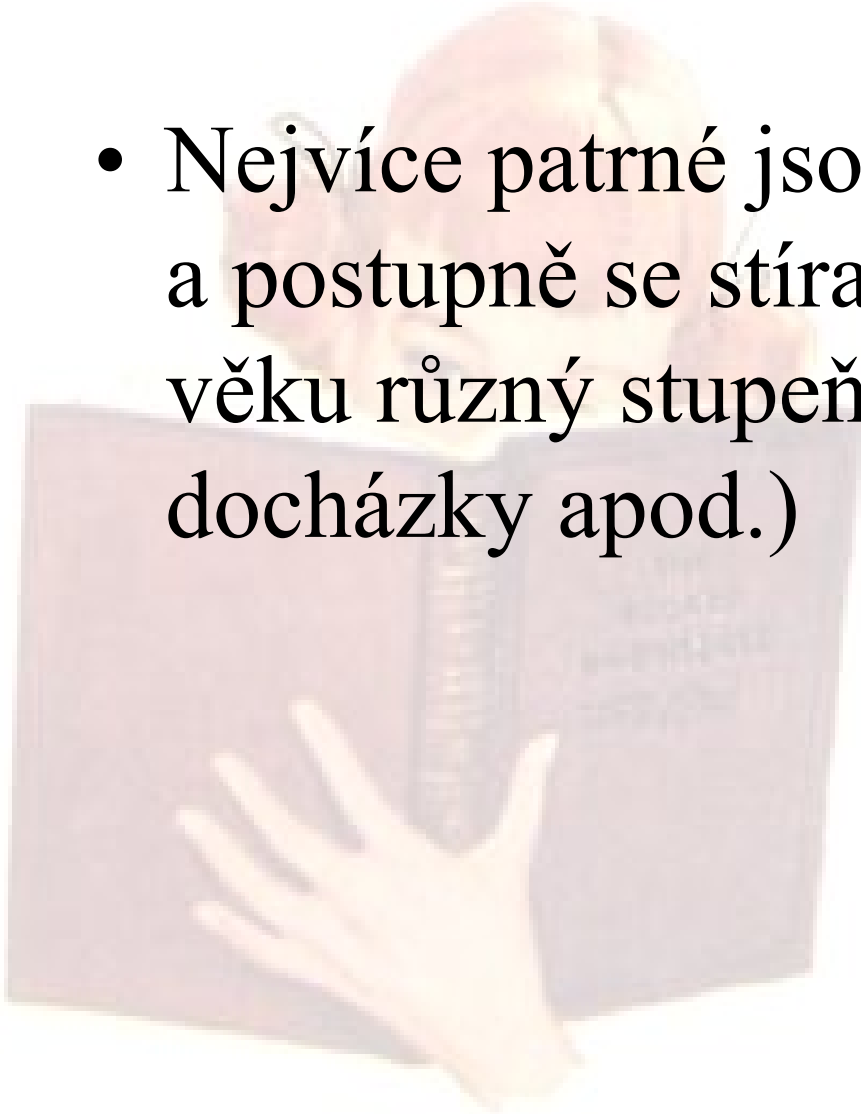 • Nejvíce patrné jso
a postupně se stíra
věku různý stupeň
docházky apod.)